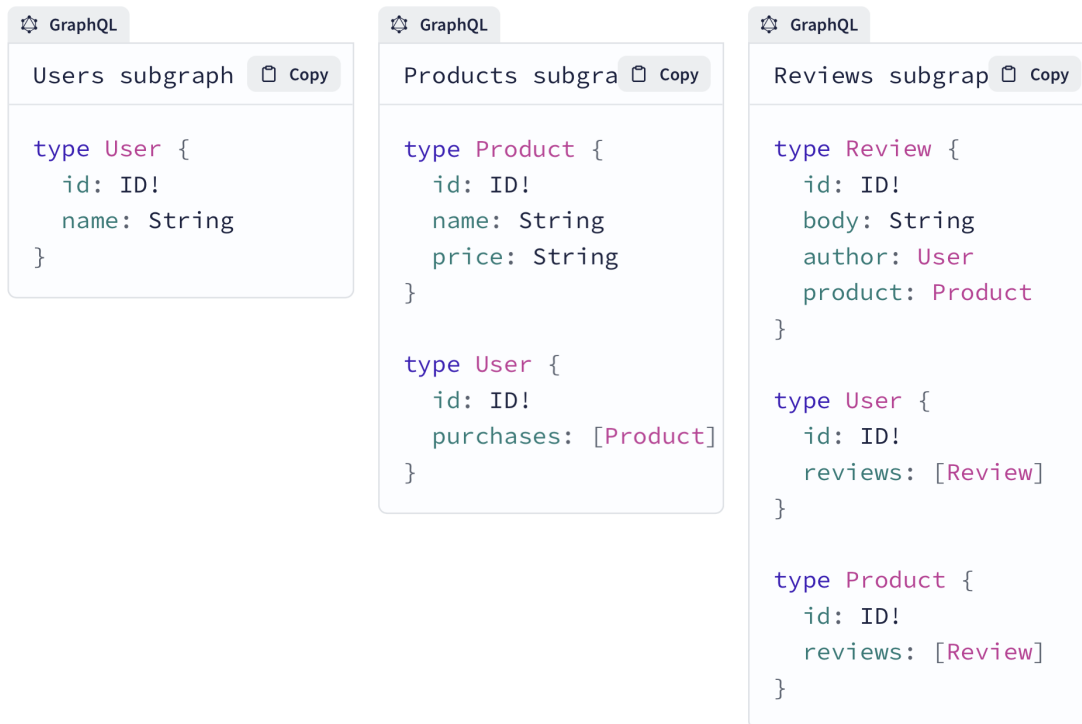 GraphQL
Users subgraph
Copy
type User {
  id: ID!
  name: String
}
GraphQL
Products subgra
Copy
type Product {
  id: ID!
  name: String
  price: String
}

type User {
  id: ID!
  purchases: [Product]
}
GraphQL
Reviews subgrap
Copy
type Review {
  id: ID!
  body: String
  author: User
  product: Product
}

type User {
  id: ID!
  reviews: [Review]
}

type Product {
  id: ID!
  reviews: [Review]
}